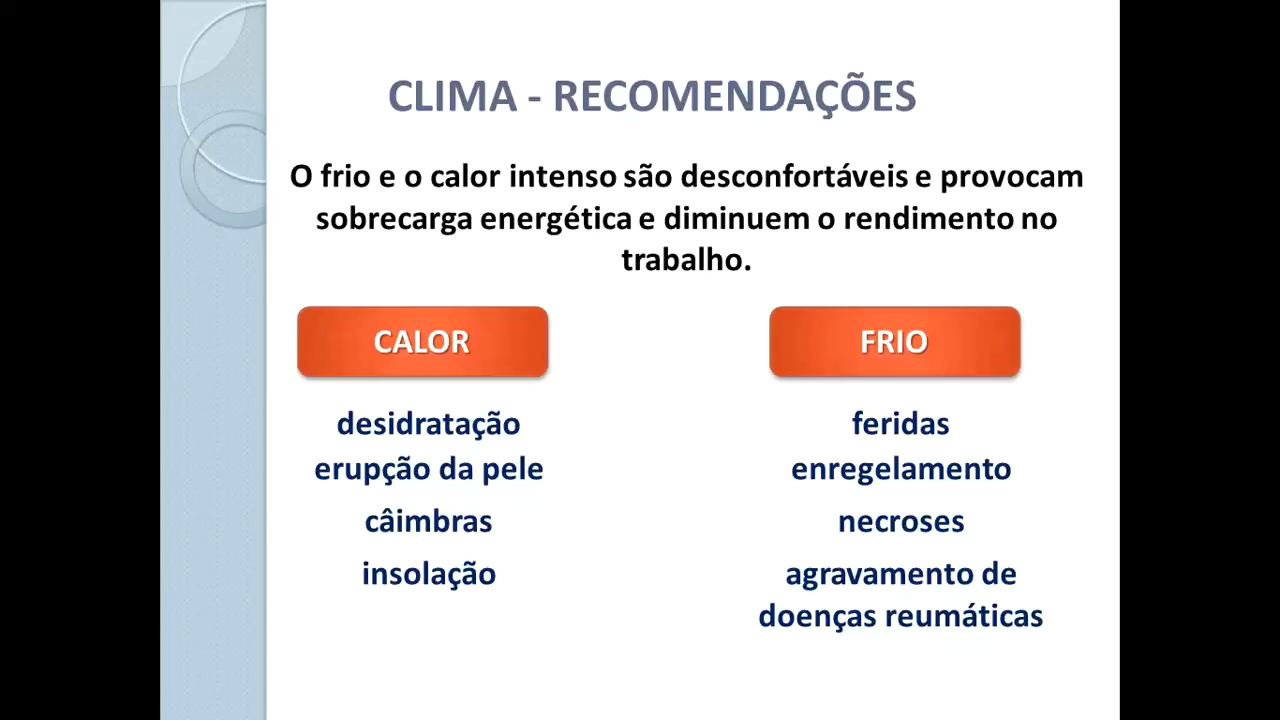 CLIMA - RECOMENDAÇÕES
O frio e o calor intenso são desconfortáveis e provocam
sobrecarga energética e diminuem o rendimento no
trabalho.
CALOR
desidratação
erupção da pele
câimbras
insolação
FRIO
feridas
enregelamento
necroses
agravamento de
doenças reumáticas